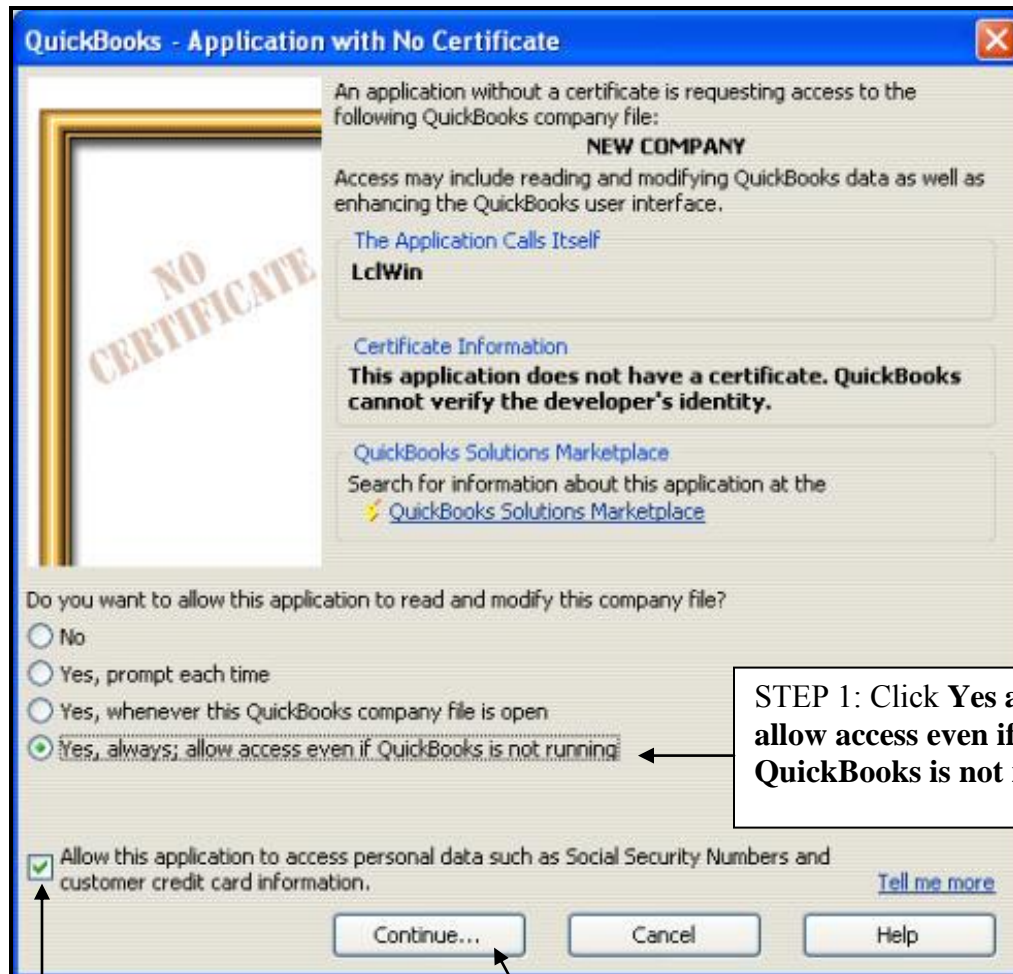 QuickBooks - Application with No Certificate
An application without a certificate is requesting access to the
following QuickBooks company file:
NEW COMPANY
Access may include reading and modifying QuickBooks data as well as
enhancing the QuickBooks user interface.
The Application Calls Itself
LclWin
NO
CERTIFICATE
Certificate Information
This application does not have a certificate. QuickBooks
cannot verify the developer's identity.
QuickBooks Solutions Marketplace
Search for information about this application at the
QuickBooks Solutions Marketplace
Do you want to allow this application to read and modify this company file?
No
Yes, prompt each time
Yes, whenever this QuickBooks company file is open
Yes, always; allow access even if QuickBooks is not running
STEP 1: Click Yes
allow access even if
QuickBooks is not
Allow this application to access personal data such as Social Security Numbers and
customer credit card information.
Tell me more
Continue...
Cancel
Help